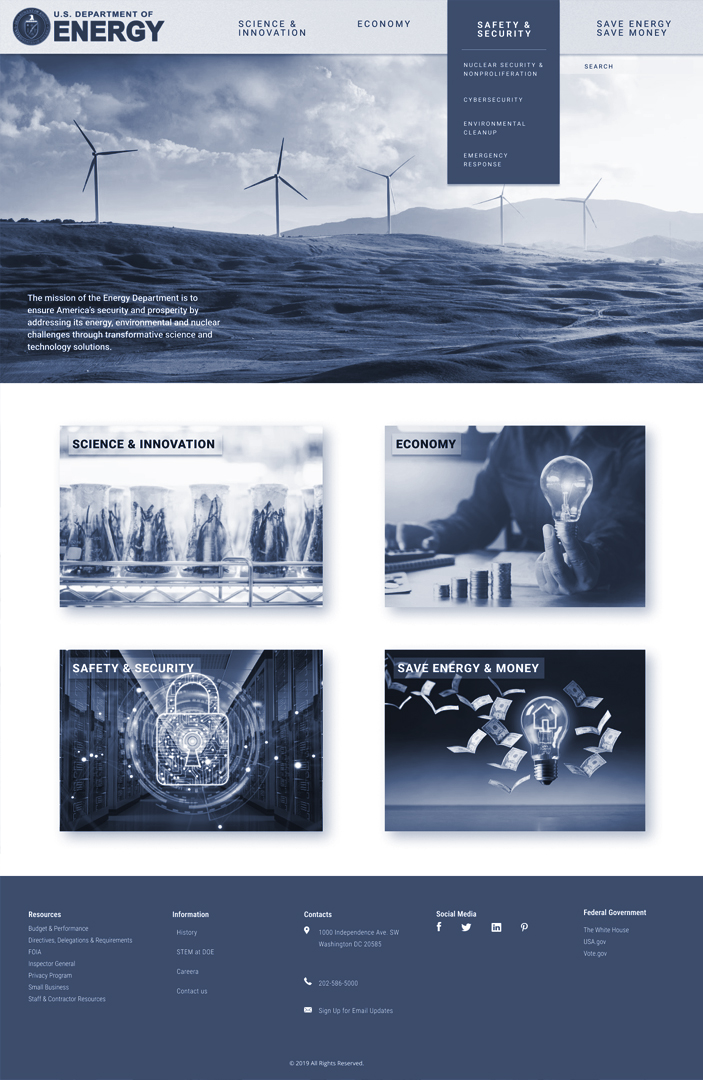 U.S. DEPARTMENT OF
ENERGY
SCIENCE &
INNOVATION
ECONOMY
SAFETY &
SECURITY
SAVE ENERGY
SAVE MONEY
NUCLEAR SECURITY &
NONPROLIFERATION
CYBERSECURITY
ENVIRONMENTAL
CLEANUP
EMERGENCY
RESPONSE
SEARCH
The mission of the Energy Department is to
ensure America's security and prosperity by
addressing its energy, environmental and nuclear
challenges through transformative science and
technology solutions.
SCIENCE & INNOVATION
ECONOMY
SAFETY & SECURITY
SAVE ENERGY & MONEY
Resources
Budget & Performance
Directives, Delegations & Requirements
FOIA
Inspector General
Privacy Program
Small Business
Staff & Contractor Resources
Information
History
STEM at DOE
Careera
Contact us
Contacts
1000 Independence Ave. SW
Washington DC 20585
202-586-5000
Sign Up for Email Updates
Social Media
Federal Government
The White House
USA.gov
Vote.gov
© 2019 All Rights Reserved.